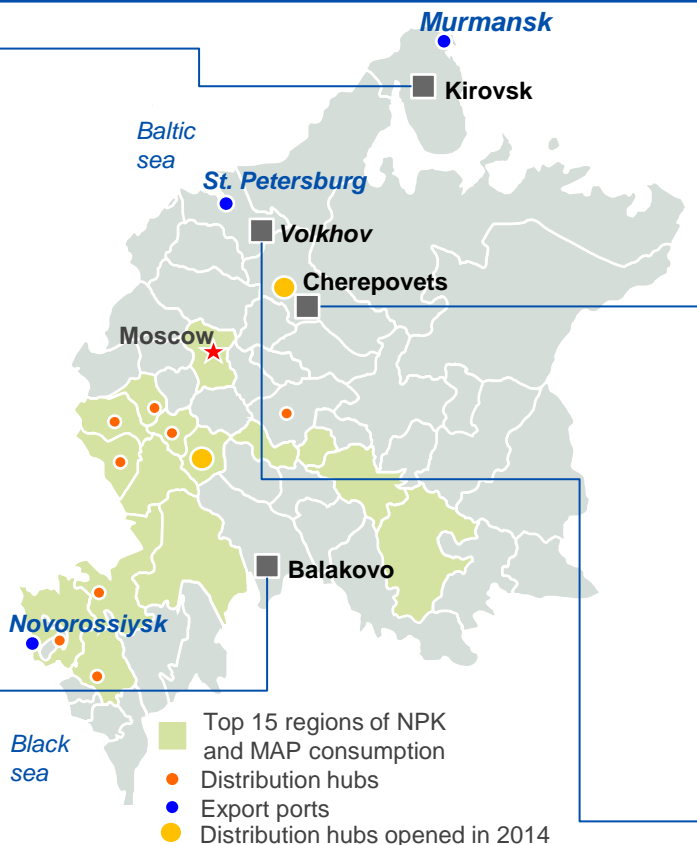 Murmansk
Kirovsk
Baltic
sea
St. Petersburg
Volkhov
Cherepovets
Moscow
Balakovo
Novorossiysk
Black
sea
Top 15 regions of NPK
and MAP consumption
Distribution hubs
Export ports
Distribution hubs opened in 2014